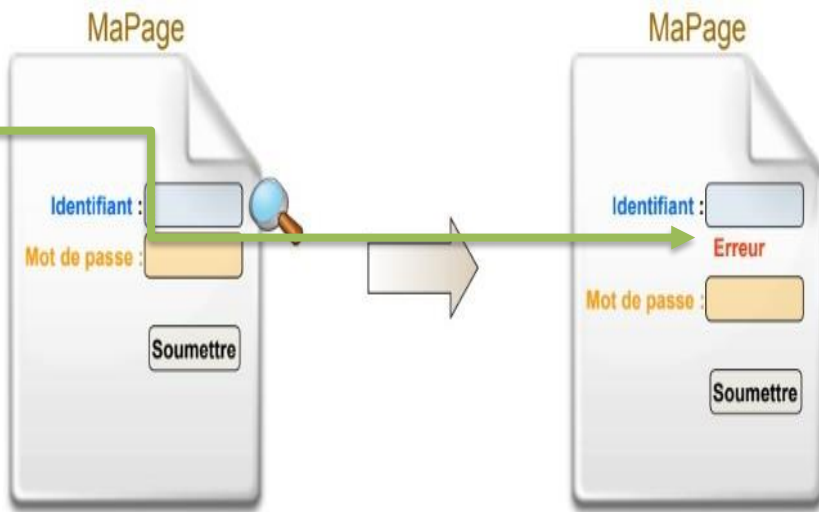 MaPage
Identifiant :
Mot de passe :
Soumettre
MaPage
Identifiant :
Erreur
Mot de passe :
Soumettre